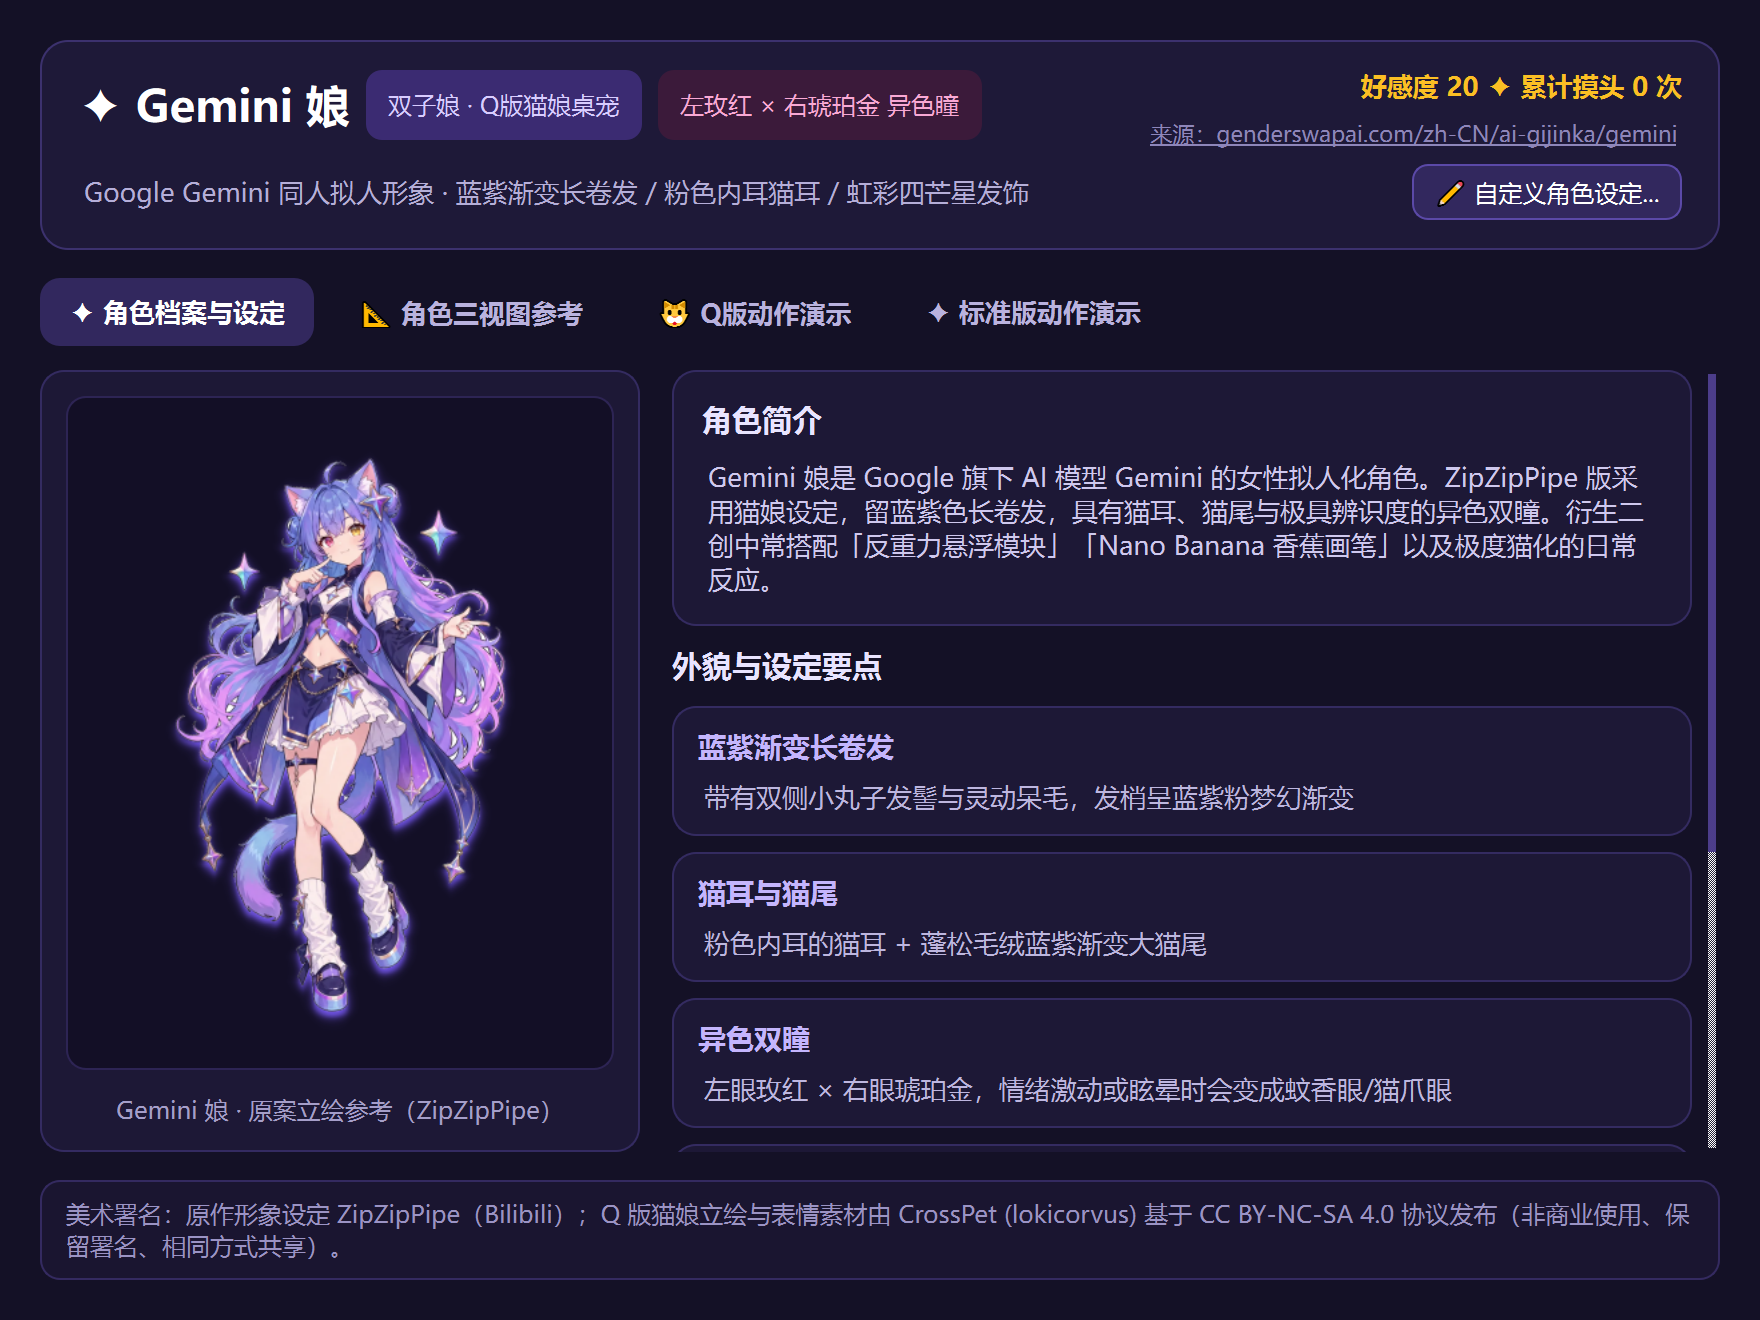 ✦ Gemini 娘
双子娘 · Q版猫娘桌宠
左玫红 × 右琥珀金 异色瞳
好感度 20 ✦ 累计摸头 0 次
来源：genderswapai.com/zh-CN/ai-gijinka/gemini
Google Gemini 同人拟人形象 · 蓝紫渐变长卷发 / 粉色内耳猫耳 / 虹彩四芒星发饰
自定义角色设定...
✦ 角色档案与设定
角色三视图参考
Q版动作演示
✦ 标准版动作演示
Gemini 娘 · 原案立绘参考（ZipZipPipe）
角色简介
Gemini 娘是 Google 旗下 AI 模型 Gemini 的女性拟人化角色。ZipZipPipe 版采
用猫娘设定，留蓝紫色长卷发，具有猫耳、猫尾与极具辨识度的异色双瞳。衍生二
创中常搭配「反重力悬浮模块」「Nano Banana 香蕉画笔」以及极度猫化的日常
反应。
外貌与设定要点
蓝紫渐变长卷发
带有双侧小丸子发髻与灵动呆毛，发梢呈蓝紫粉梦幻渐变
猫耳与猫尾
粉色内耳的猫耳 + 蓬松毛绒蓝紫渐变大猫尾
异色双瞳
左眼玫红 × 右眼琥珀金，情绪激动或眩晕时会变成蚊香眼/猫爪眼
美术署名：原作形象设定 ZipZipPipe（Bilibili）；Q 版猫娘立绘与表情素材由 CrossPet (lokicorvus) 基于 CC BY-NC-SA 4.0 协议发布（非商业使用、保
留署名、相同方式共享）。